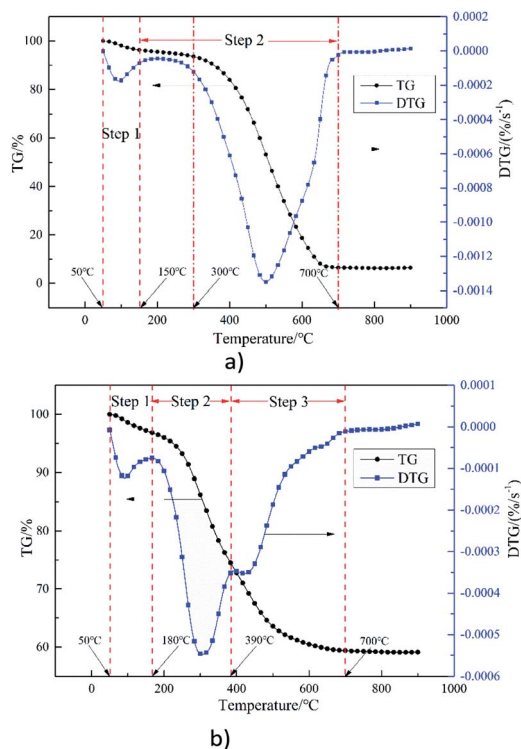 0.0002
100
Step 2
0.0000
80
TG
DTG
-0.0002
Step 1
-0.0004
60
-0.0006
TG/%
DTG/(%/s⁻¹)
40
-0.0008
20
-0.0010
50℃
150℃
300℃
700℃
-0.0012
0
-0.0014
0 200 400 600 800 1000
Temperature/℃
a)
0.0001
Step 1 Step 2 Step 3
100
0.0000
95
TG
DTG
-0.0001
90
85
-0.0002
TG/%
DTG/(%/s⁻¹)
80
-0.0003
75
-0.0004
70
65
-0.0005
50℃
180℃
390℃
700℃
60
-0.0006
0 200 400 600 800 1000
Temperature/℃
b)